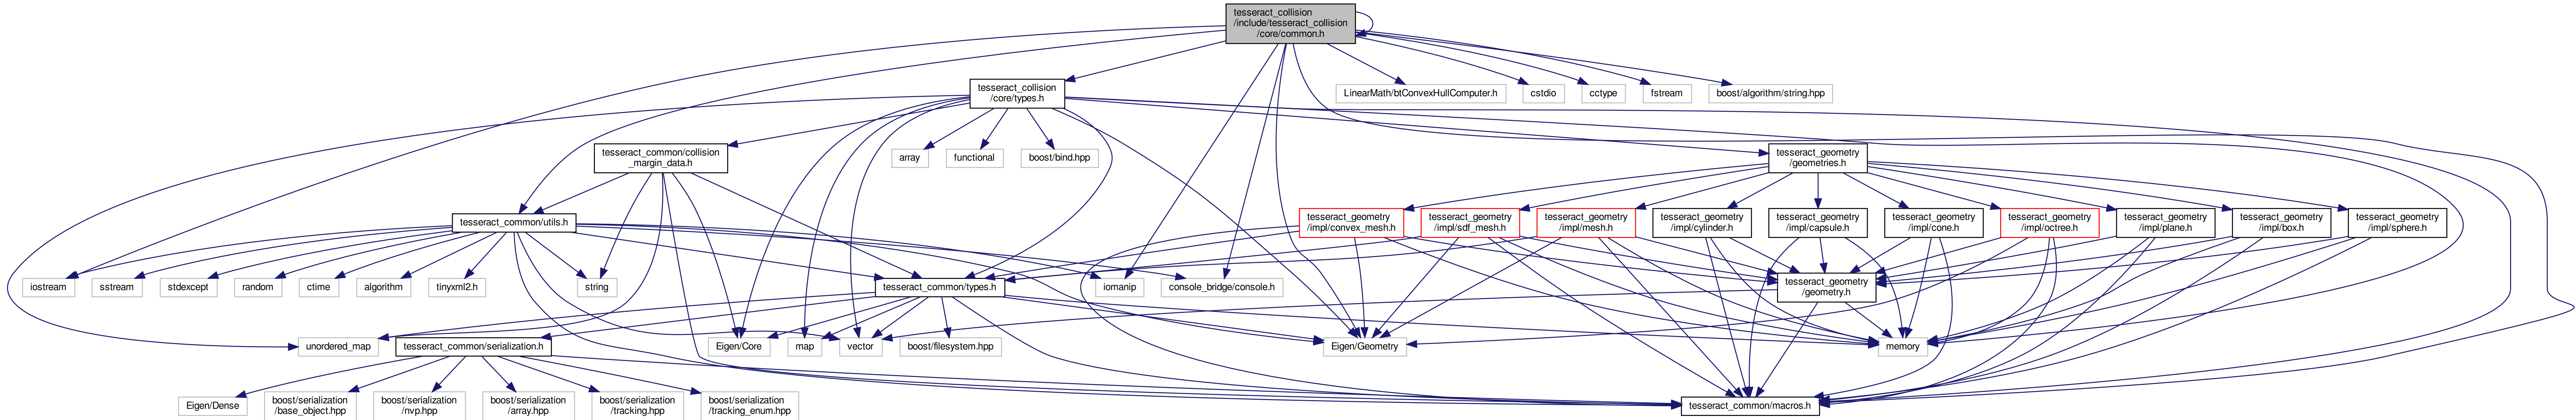 tesseract_collision
/include/tesseract_collision
/core/common.h
tesseract_collision
/core/types.h
LinearMath/btConvexHullComputer.h
cstdio
cctype
fstream
boost/algorithm/string.hpp
tesseract_common/collision
_margin_data.h
array
functional
boost/bind.hpp
tesseract_geometry
/geometries.h
tesseract_common/utils.h
tesseract_geometry
/impl/convex_mesh.h
tesseract_geometry
/impl/sdf_mesh.h
tesseract_geometry
/impl/mesh.h
tesseract_geometry
/impl/cylinder.h
tesseract_geometry
/impl/capsule.h
tesseract_geometry
/impl/cone.h
tesseract_geometry
/impl/octree.h
tesseract_geometry
/impl/plane.h
tesseract_geometry
/impl/box.h
tesseract_geometry
/impl/sphere.h
iostream
sstream
stdexcept
random
ctime
algorithm
tinyxml2.h
string
tesseract_common/types.h
iomanip
console_bridge/console.h
tesseract_geometry
/geometry.h
unordered_map
tesseract_common/serialization.h
Eigen/Core
map
vector
boost/filesystem.hpp
Eigen/Geometry
memory
Eigen/Dense
boost/serialization
/base_object.hpp
boost/serialization
/nvp.hpp
boost/serialization
/array.hpp
boost/serialization
/tracking.hpp
boost/serialization
/tracking_enum.hpp
tesseract_common/macros.h